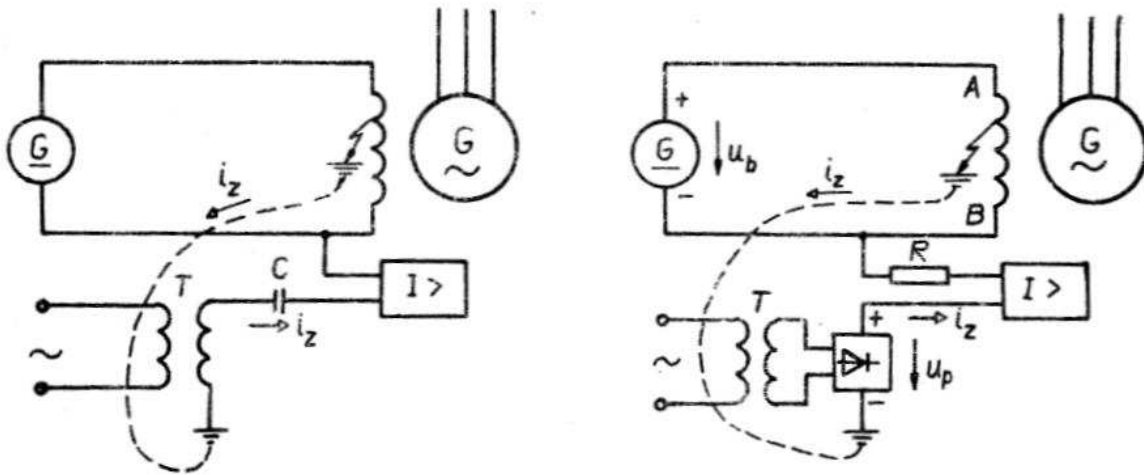 G
G
~
i_z
T
C
I >
~
i_z
+
G
u_b
-
A
B
G
~
i_z
R
I >
T
+
i_z
~
u_p
-